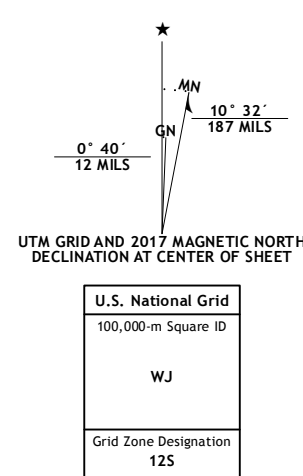 ★
MN
GN
10° 32´
187 MILS
0° 40´
12 MILS
UTM GRID AND 2017 MAGNETIC NORTH
DECLINATION AT CENTER OF SHEET
U.S. National Grid
100,000-m Square ID
WJ
Grid Zone Designation
12S